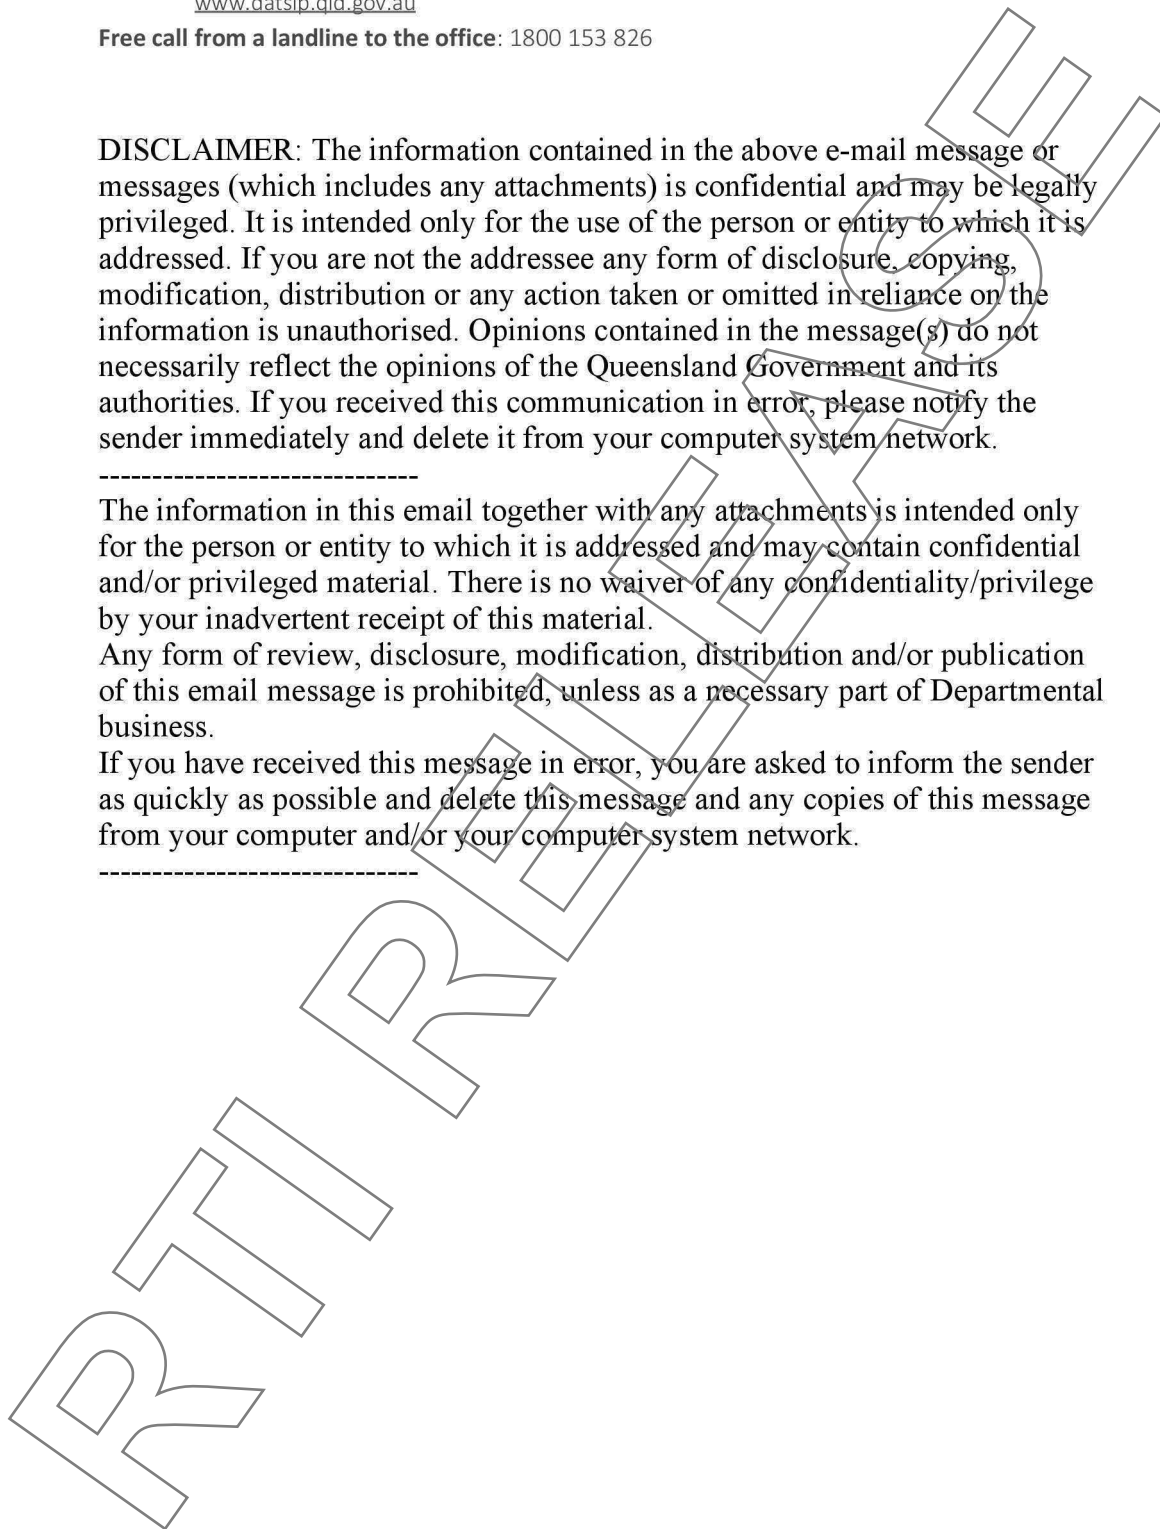 www.datsip.qld.gov.au
Free call from a landline to the office: 1800 153 826
DISCLAIMER: The information contained in the above e-mail message or
messages (which includes any attachments) is confidential and may be legally
privileged. It is intended only for the use of the person or entity to which it is
addressed. If you are not the addressee any form of disclosure, copying,
modification, distribution or any action taken or omitted in reliance on the
information is unauthorised. Opinions contained in the message(s) do not
necessarily reflect the opinions of the Queensland Government and its
authorities. If you received this communication in error, please notify the
sender immediately and delete it from your computer system network.
------------------------------
The information in this email together with any attachments is intended only
for the person or entity to which it is addressed and may contain confidential
and/or privileged material. There is no waiver of any confidentiality/privilege
by your inadvertent receipt of this material.
Any form of review, disclosure, modification, distribution and/or publication
of this email message is prohibited, unless as a necessary part of Departmental
business.
If you have received this message in error, you are asked to inform the sender
as quickly as possible and delete this message and any copies of this message
from your computer and/or your computer system network.
------------------------------
RTI RELEASE